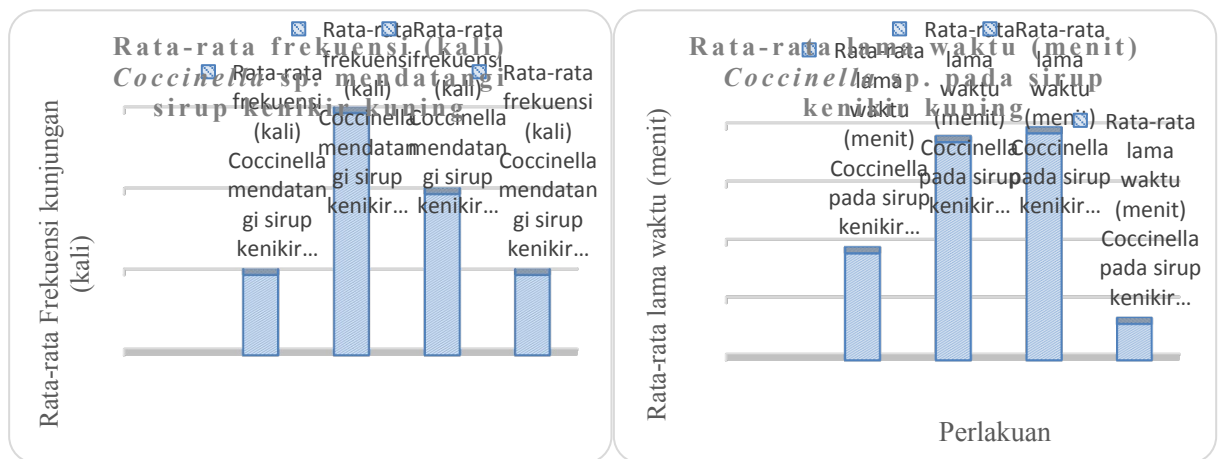 Rata-rata frekuensi (kali)
Coccinella sp. mendatangi
sirup kenikir kuning
Rata-rata Frekuensi kunjungan
(kali)
Rata-rata
frekuensi
(kali)
Coccinella
mendatan
gi sirup
kenikir...
Rata-rata
frekuensi
(kali)
Coccinella
mendatan
gi sirup
kenikir...
Rata-rata
frekuensi
(kali)
Coccinella
mendatan
gi sirup
kenikir...
Rata-rata
frekuensi
(kali)
Coccinella
mendatan
gi sirup
kenikir...
Rata-rata lama waktu (menit)
Coccinella sp. pada sirup
kenikir kuning
Rata-rata lama waktu (menit)
Rata-rata
lama
waktu
(menit)
Coccinella
pada sirup
kenikir...
Rata-rata
lama
waktu
(menit)
Coccinella
pada sirup
kenikir...
Rata-rata
lama
waktu
(menit)
Coccinella
pada sirup
kenikir...
Rata-rata
lama
waktu
(menit)
Coccinella
pada sirup
kenikir...
Perlakuan